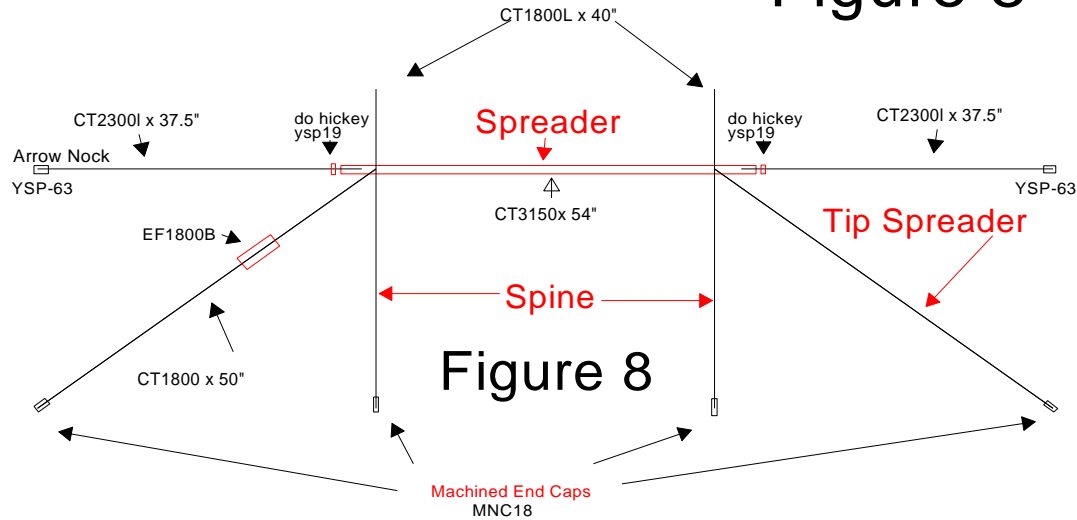 CT1800L x 40"
CT2300l x 37.5"
do hickey
ysp19
Spreader
do hickey
ysp19
CT2300l x 37.5"
Arrow Nock
YSP-63
YSP-63
CT3150x 54"
EF1800B
Tip Spreader
Spine
Figure 8
CT1800 x 50"
Machined End Caps
MNC18